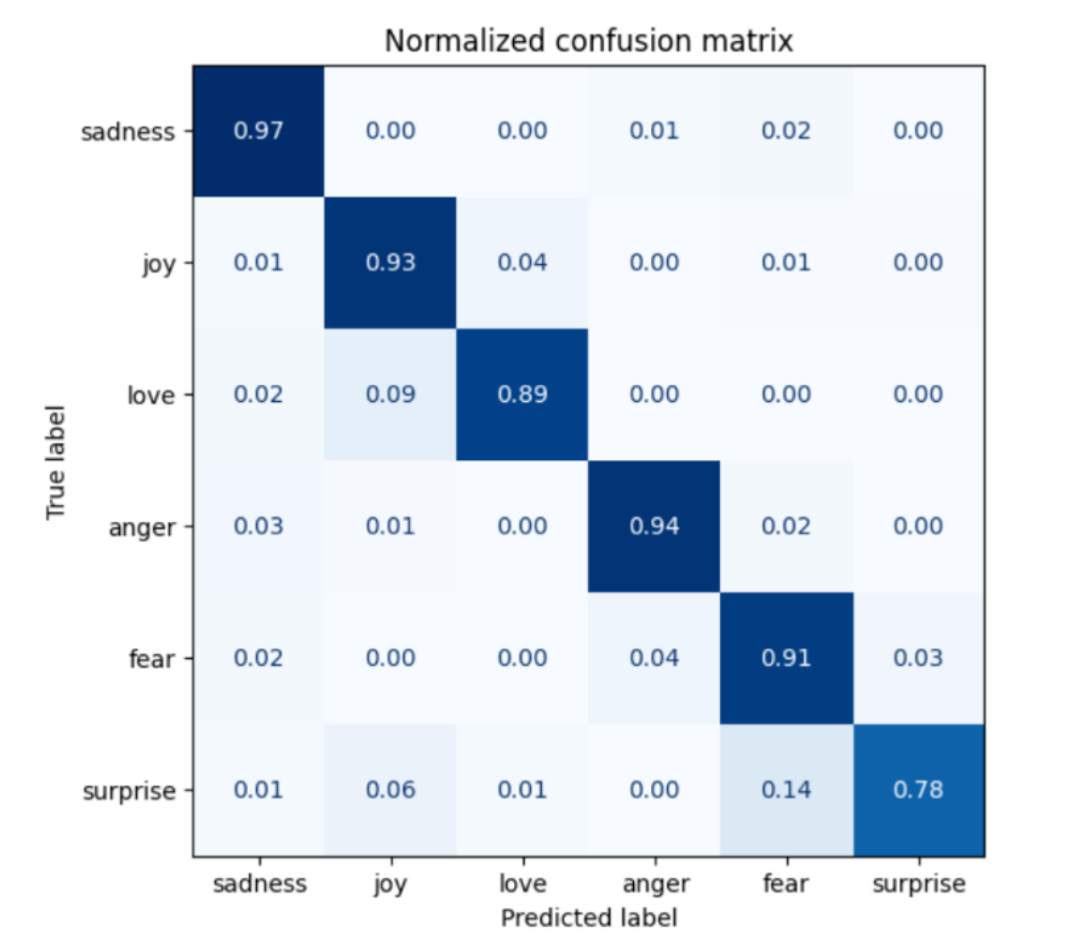 Normalized confusion matrix
True label
sadness 0.97 0.00 0.00 0.01 0.02 0.00
joy 0.01 0.93 0.04 0.00 0.01 0.00
love 0.02 0.09 0.89 0.00 0.00 0.00
anger 0.03 0.01 0.00 0.94 0.02 0.00
fear 0.02 0.00 0.00 0.04 0.91 0.03
surprise 0.01 0.06 0.01 0.00 0.14 0.78
sadness joy love anger fear surprise
Predicted label